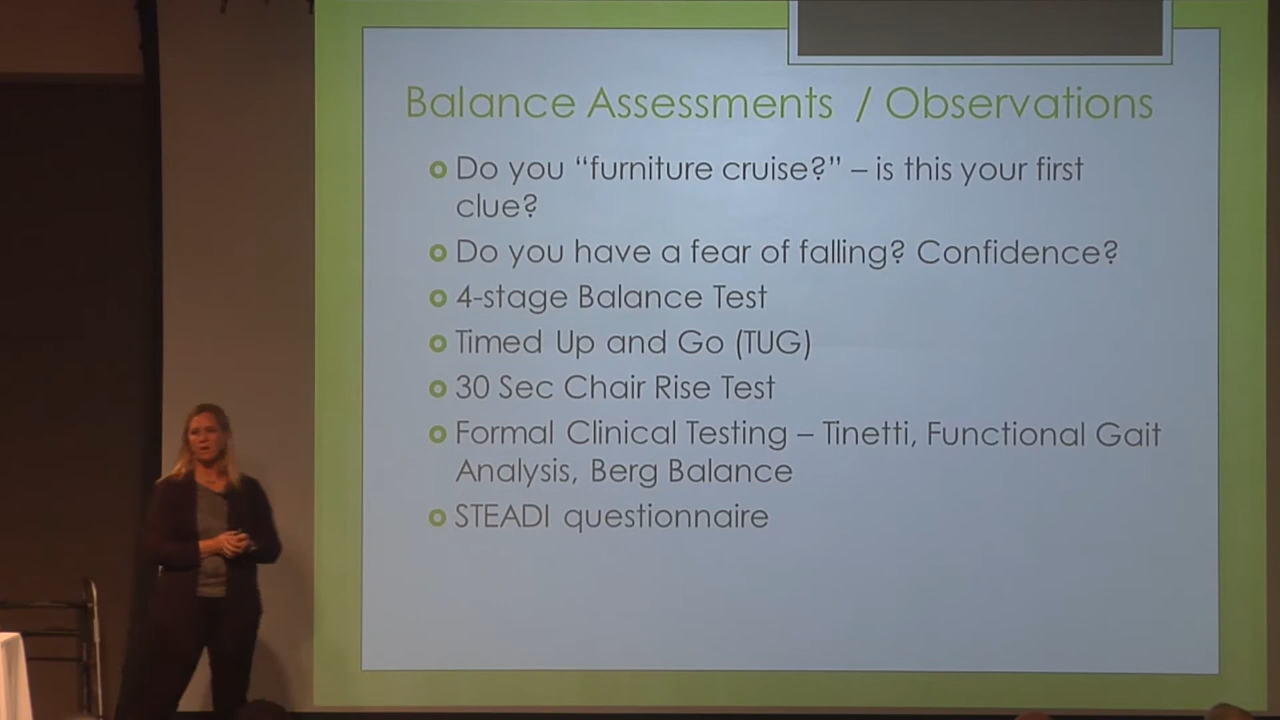 Balance Assessments / Observations
Do you “furniture cruise?” – is this your first
clue?
Do you have a fear of falling? Confidence?
4-stage Balance Test
Timed Up and Go (TUG)
30 Sec Chair Rise Test
Formal Clinical Testing – Tinetti, Functional Gait
Analysis, Berg Balance
STEADI questionnaire